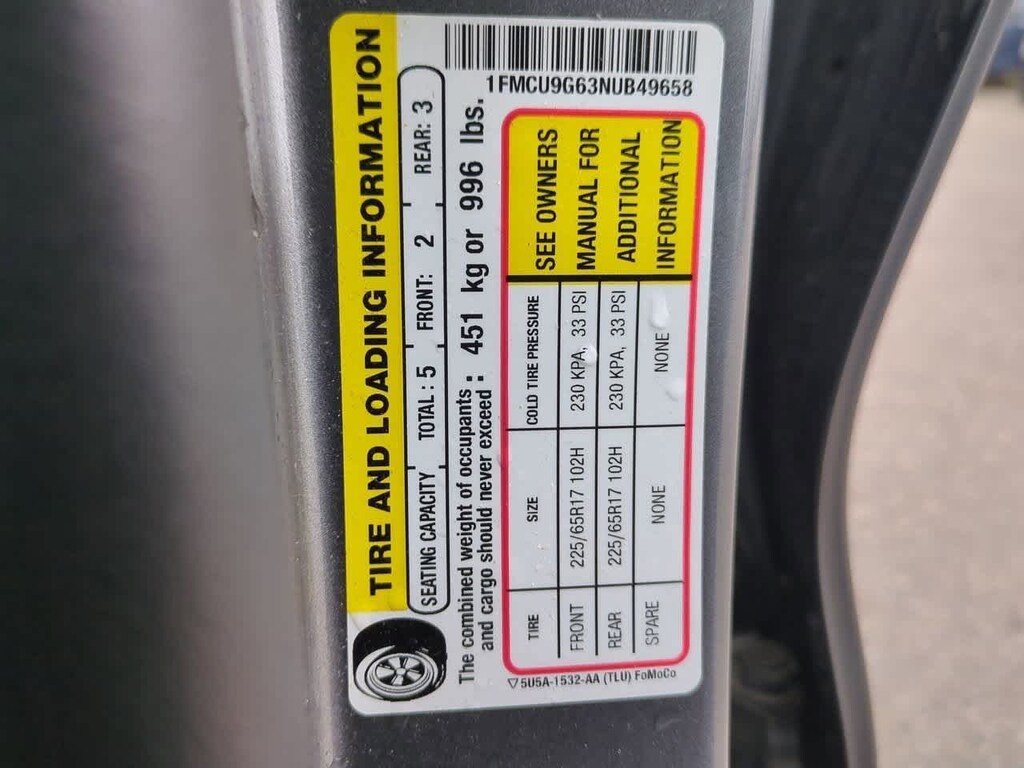 1FMCU9G63NUB49658
TIRE AND LOADING INFORMATION
SEATING CAPACITY TOTAL : 5 FRONT: 2 REAR: 3
The combined weight of occupants
and cargo should never exceed : 451 kg or 996 lbs.
TIRE SIZE COLD TIRE PRESSURE
FRONT 225/65R17 102H 230 KPA, 33 PSI
REAR 225/65R17 102H 230 KPA, 33 PSI
SPARE NONE NONE
SEE OWNERS
MANUAL FOR
ADDITIONAL
INFORMATION
5U5A-1532-AA (TLU) FoMoCo